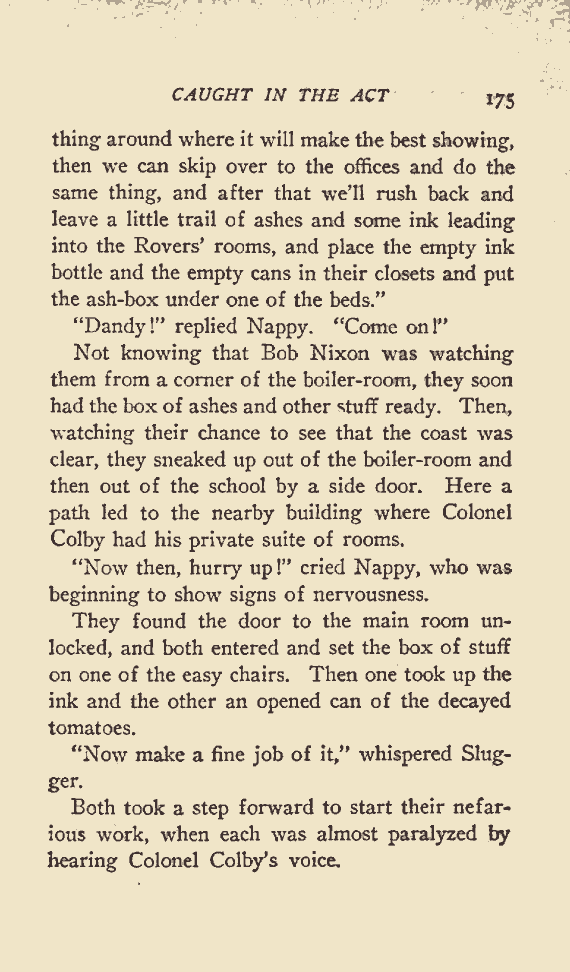 CAUGHT IN THE ACT 175
thing around where it will make the best showing,
then we can skip over to the offices and do the
same thing, and after that we'll rush back and
leave a little trail of ashes and some ink leading
into the Rovers' rooms, and place the empty ink
bottle and the empty cans in their closets and put
the ash-box under one of the beds."
"Dandy!" replied Nappy. "Come on!"
Not knowing that Bob Nixon was watching
them from a corner of the boiler-room, they soon
had the box of ashes and other stuff ready. Then,
watching their chance to see that the coast was
clear, they sneaked up out of the boiler-room and
then out of the school by a side door. Here a
path led to the nearby building where Colonel
Colby had his private suite of rooms.
"Now then, hurry up!" cried Nappy, who was
beginning to show signs of nervousness.
They found the door to the main room un-
locked, and both entered and set the box of stuff
on one of the easy chairs. Then one took up the
ink and the other an opened can of the decayed
tomatoes.
"Now make a fine job of it," whispered Slug-
ger.
Both took a step forward to start their nefar-
ious work, when each was almost paralyzed by
hearing Colonel Colby's voice.